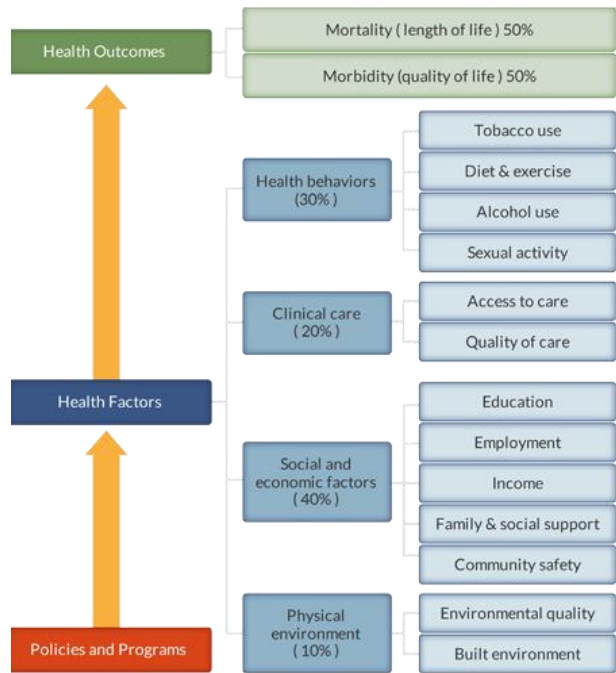 Health Outcomes
Mortality ( length of life ) 50%
Morbidity (quality of life ) 50%
Health Factors
Health behaviors
(30% )
Tobacco use
Diet & exercise
Alcohol use
Sexual activity
Clinical care
( 20% )
Access to care
Quality of care
Social and
economic factors
( 40% )
Education
Employment
Income
Family & social support
Community safety
Physical
environment
( 10% )
Environmental quality
Built environment
Policies and Programs